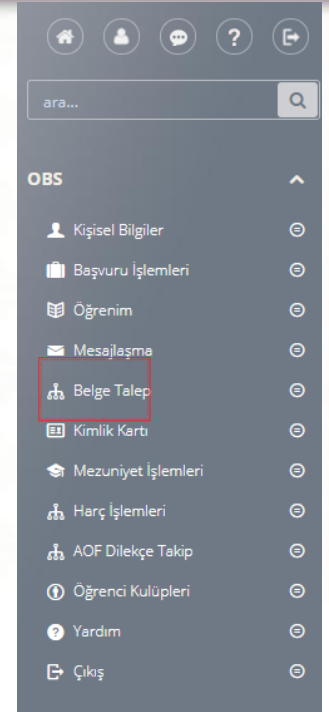 ara...
OBS
Kişisel Bilgiler
Başvuru İşlemleri
Öğrenim
Mesajlaşma
Belge Talep
Kimlik Kartı
Mezuniyet İşlemleri
Harç İşlemleri
AOF Dilekçe Takip
Öğrenci Kulüpleri
Yardım
Çıkış